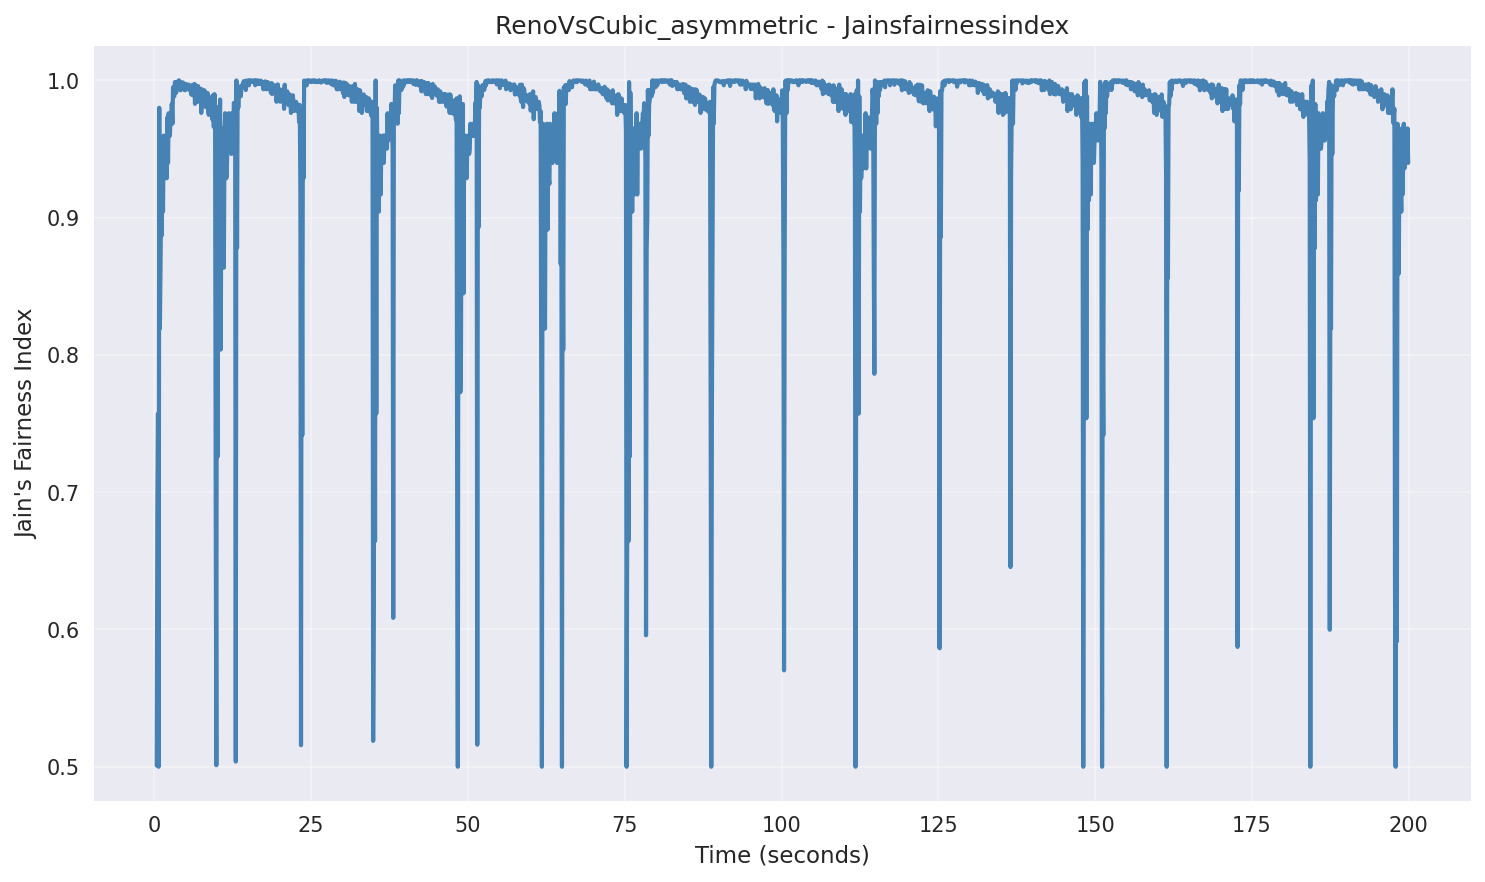 RenoVsCubic_asymmetric - Jainsfairnessindex
1.0
0.9
0.8
0.7
0.6
0.5
Jain's Fairness Index
0 25 50 75 100 125 150 175 200
Time (seconds)